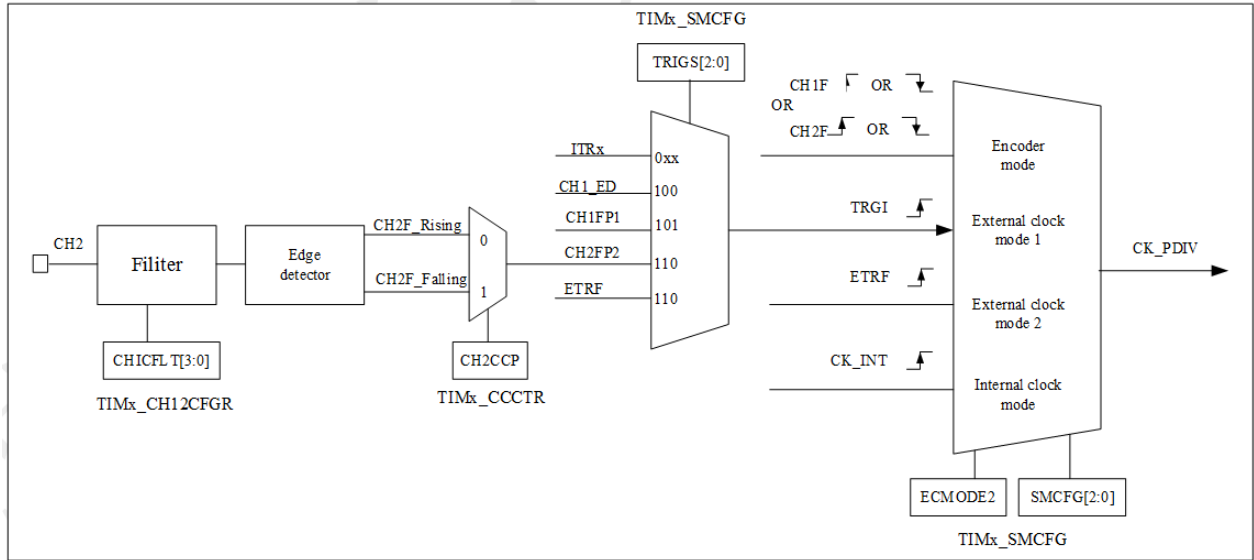 TIMx_SMCFG
TRIGS[2:0]
CH1F OR
OR
CH2F OR
ITRx
0xx
Encoder
mode
CH1_ED
100
TRGI
CH1FP1
101
External clock
mode 1
CH2
Filiter
Edge
detector
CH2F_Rising
0
CH2FP2
110
CK_PDIV
CH2F_Falling
1
ETRF
110
ETRF
External clock
mode 2
CHICFLT[3:0]
TIMx_CH12CFGR
CH2CCP
TIMx_CCCTR
CK_INT
Internal clock
mode
ECMODE2
SMCFG[2:0]
TIMx_SMCFG